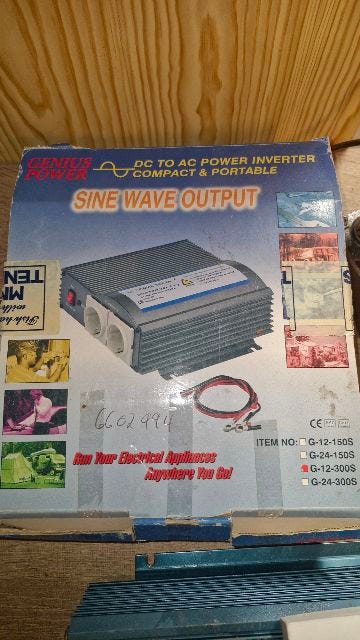 GENIUS
POWER
DC TO AC POWER INVERTER
COMPACT & PORTABLE
SINE WAVE OUTPUT
TEN
6602994
CE
ITEM NO:
G-12-150S
G-24-150S
G-12-300S
G-24-300S
Run Your Electrical Appliances
Anywhere You Go!